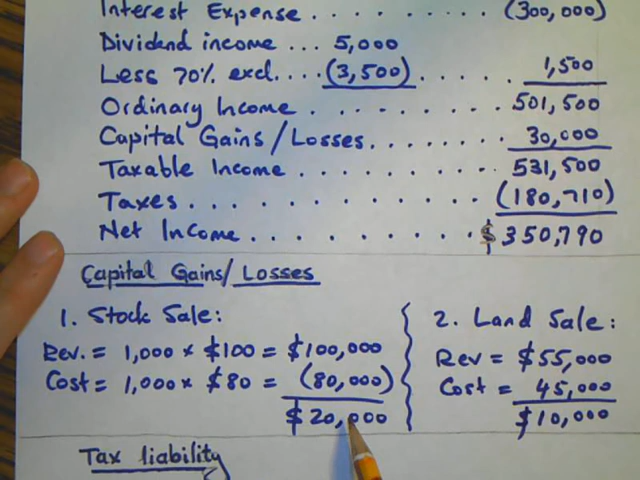 Interest Expense . . . . . . . . . . (300,000)
Dividend income ... 5,000
Less 70% excl.... (3,500) . . . . . 1,500
Ordinary Income . . . . . . . . . 501,500
Capital Gains/Losses. . . . . . . . 30,000
Taxable Income . . . . . . . . . . . 531,500
Taxes . . . . . . . . . . . . . . . (180,710)
Net Income . . . . . . . . . . . $350,790
Capital Gains/Losses
1. Stock Sale:
Rev. = 1,000 × $100 = $100,000
Cost = 1,000 × $80 = (80,000)
$20,000
2. Land Sale:
Rev = $55,000
Cost = 45,000
$10,000
Tax liability